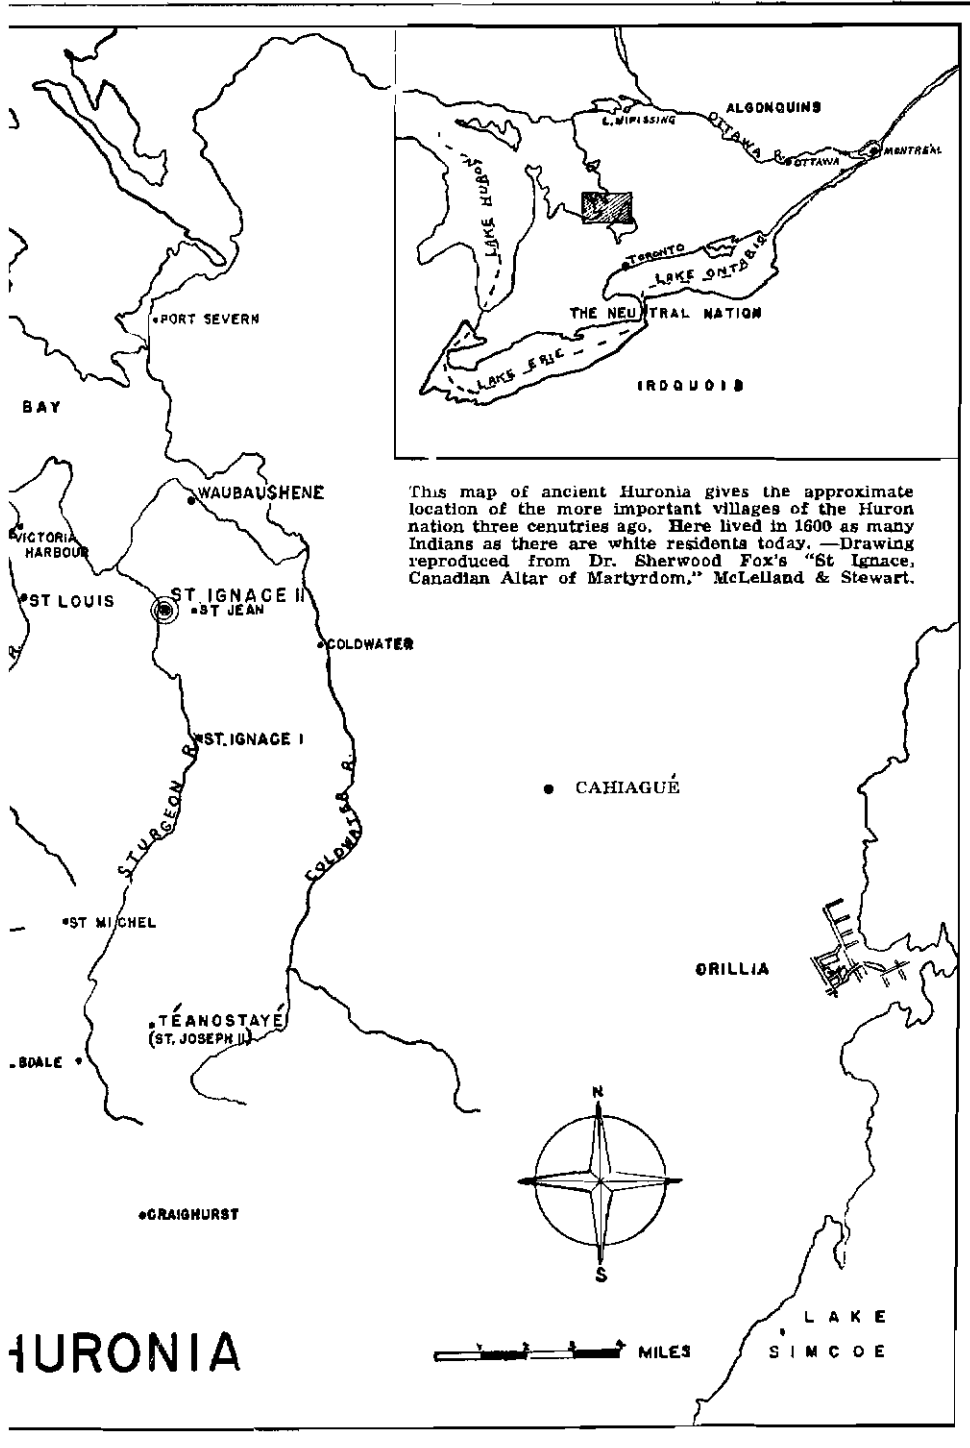 ALGONQUINS
L. NIPISSING
OTTAWA R.
OTTAWA
MONTREAL
LAKE HURON
TORONTO
LAKE ONTARIO
THE NEUTRAL NATION
LAKE ERIE
IROQUOIS
PORT SEVERN
BAY
WAUBAUSHENE
VICTORIA
HARBOUR
ST LOUIS
R.
ST. IGNACE II
ST JEAN
COLDWATER
ST. IGNACE I
STURGEON R.
COLDWATER R.
This map of ancient Huronia gives the approximate
location of the more important villages of the Huron
nation three cenutries ago. Here lived in 1600 as many
Indians as there are white residents today. —Drawing
reproduced from Dr. Sherwood Fox's "St Ignace,
Canadian Altar of Martyrdom," McLelland & Stewart.
CAHIAGUÉ
ST MICHEL
ORILLIA
TÉANOSTAYÉ
(ST. JOSEPH II)
BDALE
N
S
CRAIGHURST
HURONIA
1 2 3 4 MILES
LAKE
SIMCOE